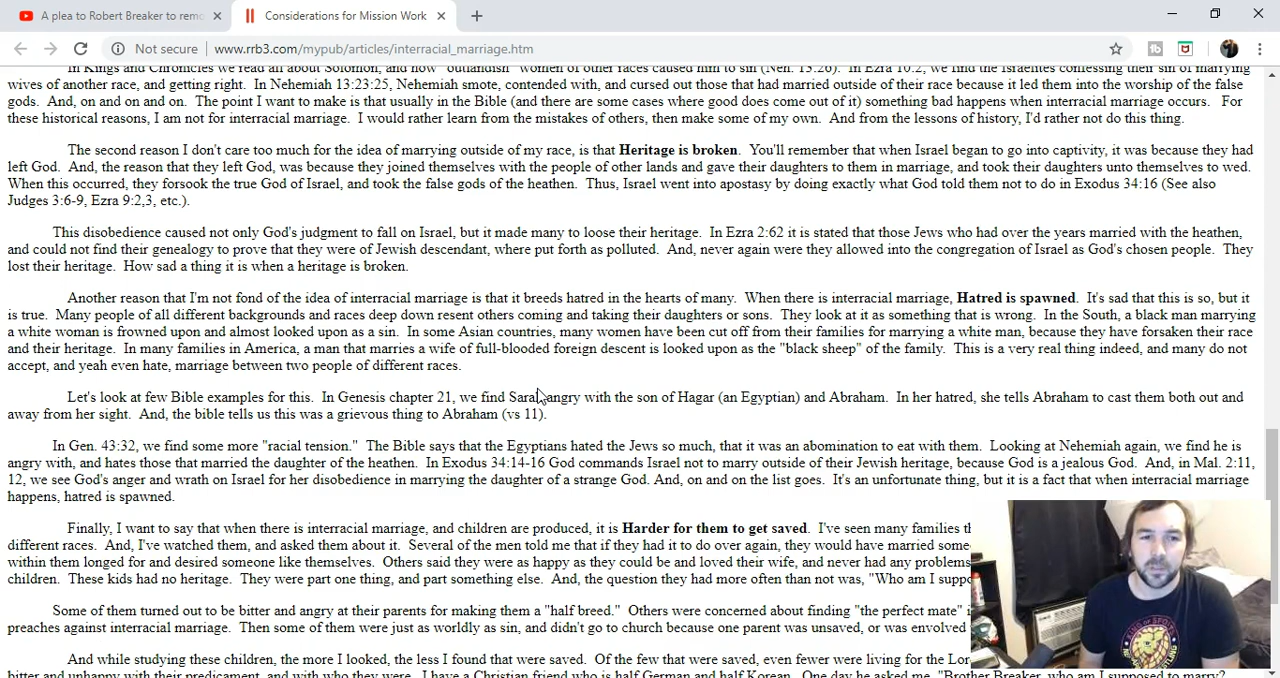 A plea to Robert Breaker to remo
Considerations for Mission Work
Not secure
www.rrb3.com/mypub/articles/interracial_marriage.htm
In Kings and Chronicles we read all about Solomon, and how "outlandish" women of other races caused him to sin (Neh. 13:26). In Ezra 10:2, we find the Israelites confessing their sin of marrying
wives of another race, and getting right. In Nehemiah 13:23:25, Nehemiah smote, contended with, and cursed out those that had married outside of their race because it led them into the worship of the false
gods. And, on and on and on. The point I want to make is that usually in the Bible (and there are some cases where good does come out of it) something bad happens when interracial marriage occurs. For
these historical reasons, I am not for interracial marriage. I would rather learn from the mistakes of others, then make some of my own. And from the lessons of history, I'd rather not do this thing.
The second reason I don't care too much for the idea of marrying outside of my race, is that Heritage is broken. You'll remember that when Israel began to go into captivity, it was because they had
left God. And, the reason that they left God, was because they joined themselves with the people of other lands and gave their daughters to them in marriage, and took their daughters unto themselves to wed.
When this occurred, they forsook the true God of Israel, and took the false gods of the heathen. Thus, Israel went into apostasy by doing exactly what God told them not to do in Exodus 34:16 (See also
Judges 3:6-9, Ezra 9:2,3, etc.).
This disobedience caused not only God's judgment to fall on Israel, but it made many to loose their heritage. In Ezra 2:62 it is stated that those Jews who had over the years married with the heathen,
and could not find their genealogy to prove that they were of Jewish descendant, where put forth as polluted. And, never again were they allowed into the congregation of Israel as God's chosen people. They
lost their heritage. How sad a thing it is when a heritage is broken.
Another reason that I'm not fond of the idea of interracial marriage is that it breeds hatred in the hearts of many. When there is interracial marriage, Hatred is spawned. It's sad that this is so, but it
is true. Many people of all different backgrounds and races deep down resent others coming and taking their daughters or sons. They look at it as something that is wrong. In the South, a black man marrying
a white woman is frowned upon and almost looked upon as a sin. In some Asian countries, many women have been cut off from their families for marrying a white man, because they have forsaken their race
and their heritage. In many families in America, a man that marries a wife of full-blooded foreign descent is looked upon as the "black sheep" of the family. This is a very real thing indeed, and many do not
accept, and yeah even hate, marriage between two people of different races.
Let's look at few Bible examples for this. In Genesis chapter 21, we find Sarah angry with the son of Hagar (an Egyptian) and Abraham. In her hatred, she tells Abraham to cast them both out and
away from her sight. And, the bible tells us this was a grievous thing to Abraham (vs 11).
In Gen. 43:32, we find some more "racial tension." The Bible says that the Egyptians hated the Jews so much, that it was an abomination to eat with them. Looking at Nehemiah again, we find he is
angry with, and hates those that married the daughter of the heathen. In Exodus 34:14-16 God commands Israel not to marry outside of their Jewish heritage, because God is a jealous God. And, in Mal. 2:11,
12, we see God's anger and wrath on Israel for her disobedience in marrying the daughter of a strange God. And, on and on the list goes. It's an unfortunate thing, but it is a fact that when interracial marriage
happens, hatred is spawned.
Finally, I want to say that when there is interracial marriage, and children are produced, it is Harder for them to get saved. I've seen many families th
different races. And, I've watched them, and asked them about it. Several of the men told me that if they had it to do over again, they would have married some
within them longed for and desired someone like themselves. Others said they were as happy as they could be and loved their wife, and never had any problems
children. These kids had no heritage. They were part one thing, and part something else. And, the question they had more often than not was, "Who am I suppo
Some of them turned out to be bitter and angry at their parents for making them a "half breed." Others were concerned about finding "the perfect mate" i
preaches against interracial marriage. Then some of them were just as worldly as sin, and didn't go to church because one parent was unsaved, or was envolved
And while studying these children, the more I looked, the less I found that were saved. Of the few that were saved, even fewer were living for the Lor
bitter and unhappy with their predicament, and with who they were. I have a Christian friend who is half German and half Korean. One day he asked me, "Brother Breaker, who am I supposed to marry?